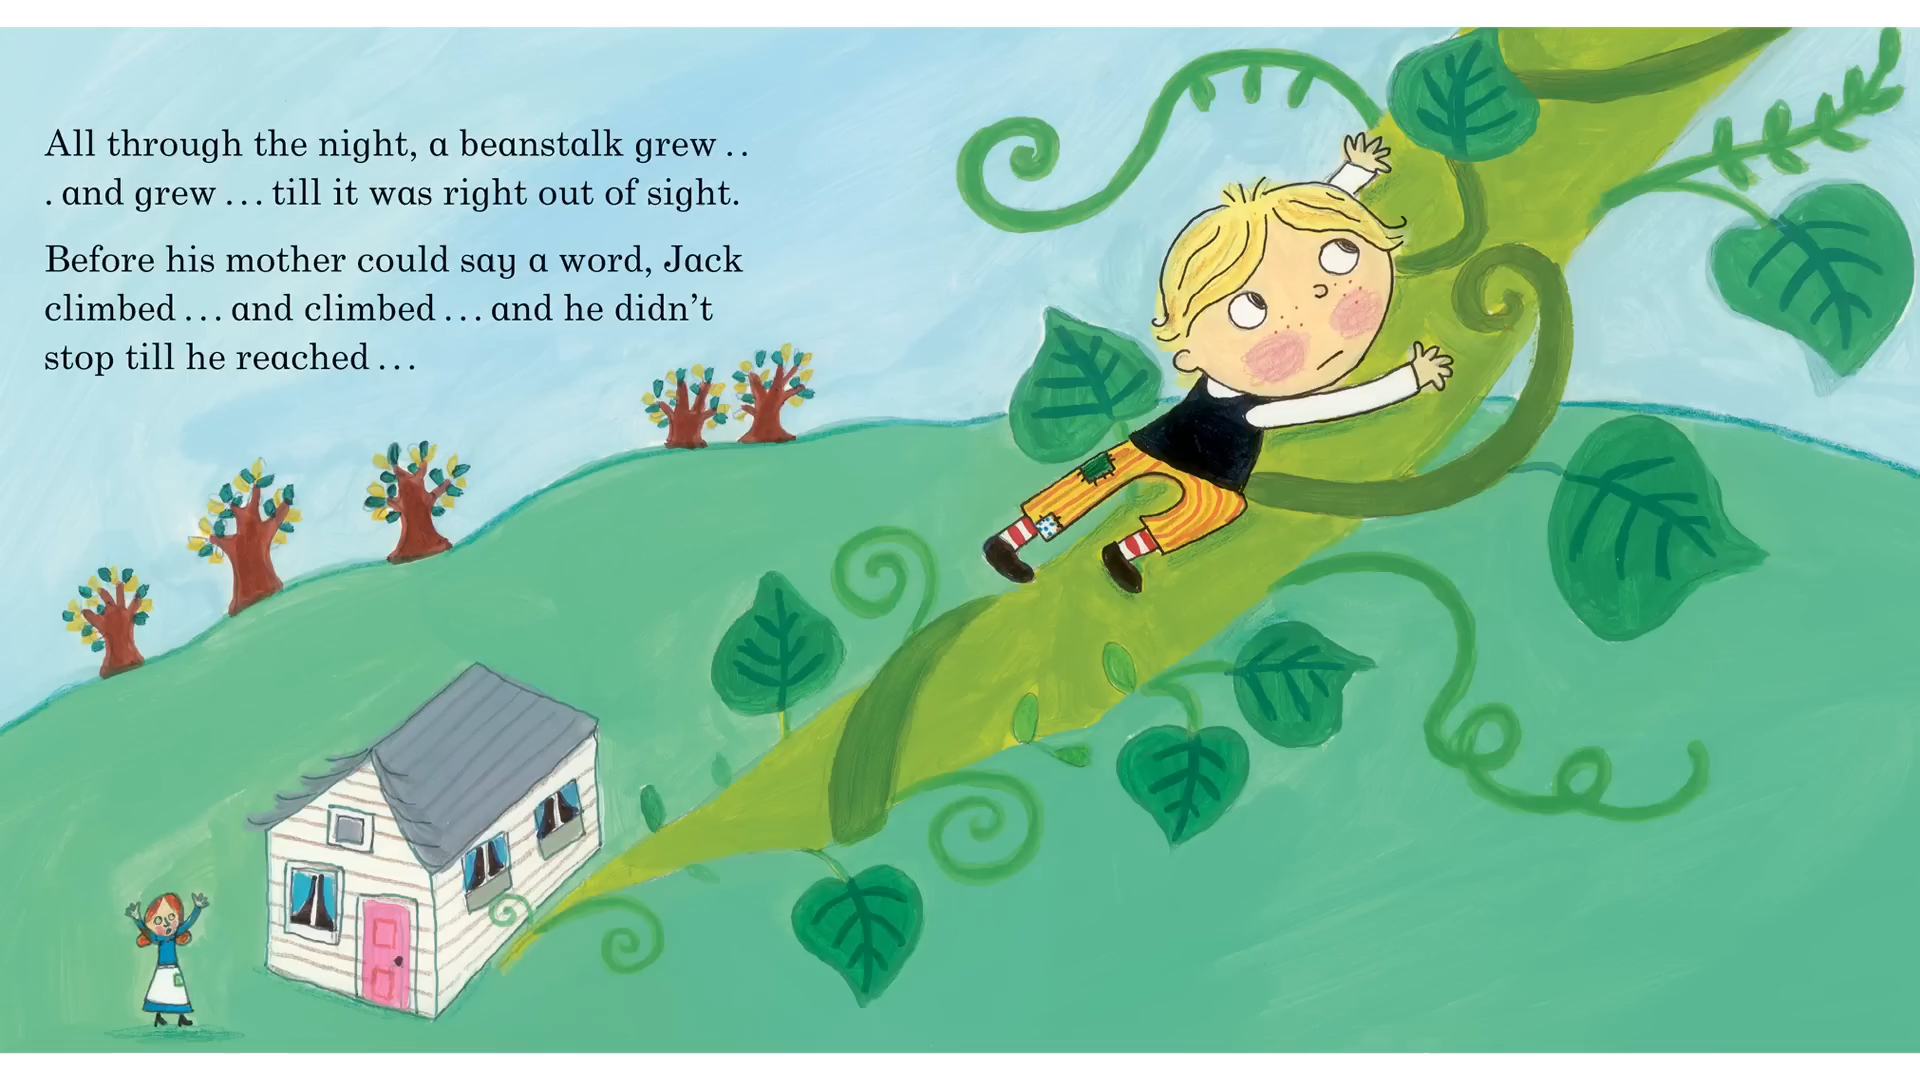 All through the night, a beanstalk grew . .
. and grew . . . till it was right out of sight.
Before his mother could say a word, Jack
climbed . . . and climbed . . . and he didn’t
stop till he reached . . .